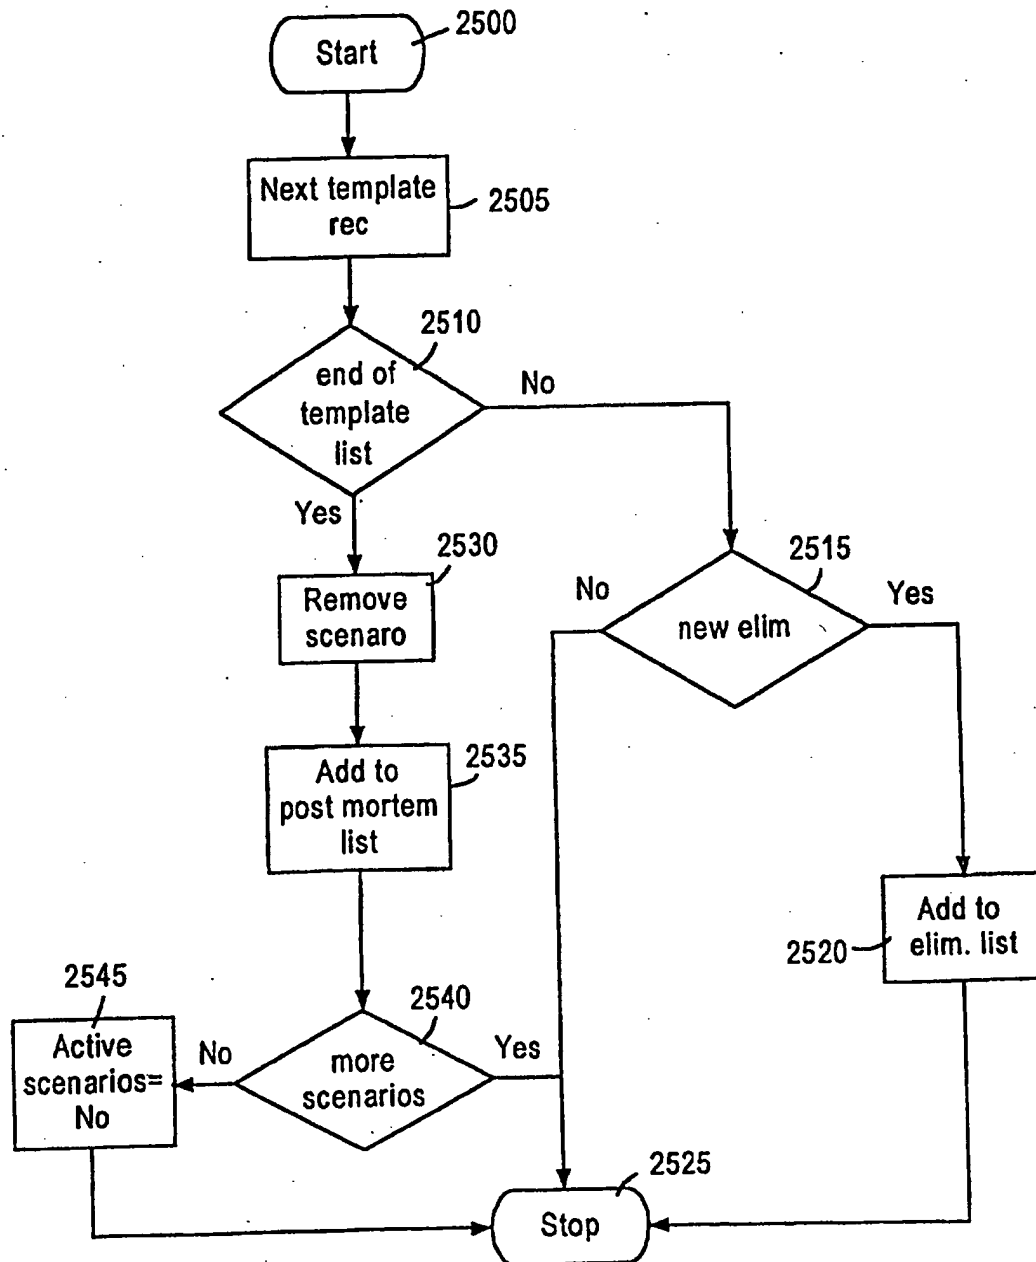 2500
Start
Next template
rec
2505
2510
end of
template
list
No
Yes
2530
Remove
scenaro
2515
No
Yes
new elim
2535
Add to
post mortem
list
Add to
elim. list
2520
2545
Active
scenarios=
No
No
2540
more
scenarios
Yes
2525
Stop